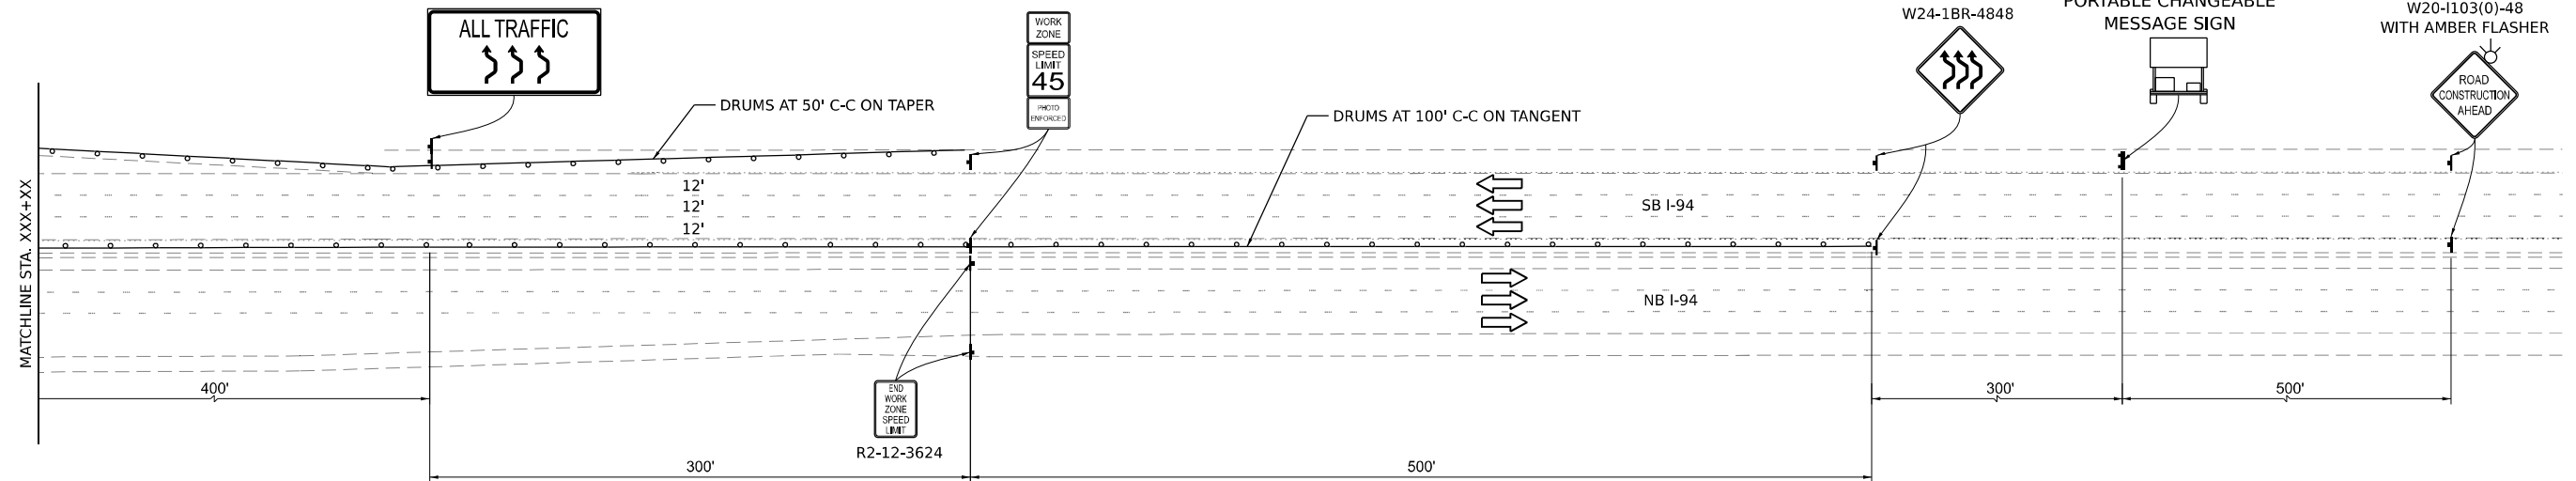 ALL TRAFFIC
WORK
ZONE
SPEED
LIMIT
45
PHOTO
ENFORCED
W24-1BR-4848
PORTABLE CHANGEABLE
MESSAGE SIGN
W20-I103(0)-48
WITH AMBER FLASHER
ROAD
CONSTRUCTION
AHEAD
DRUMS AT 50' C-C ON TAPER
DRUMS AT 100' C-C ON TANGENT
MATCHLINE STA. XXX+XX
12'
12'
12'
SB I-94
NB I-94
400'
END
WORK
ZONE
SPEED
LIMIT
R2-12-3624
300'
500'
300'
500'